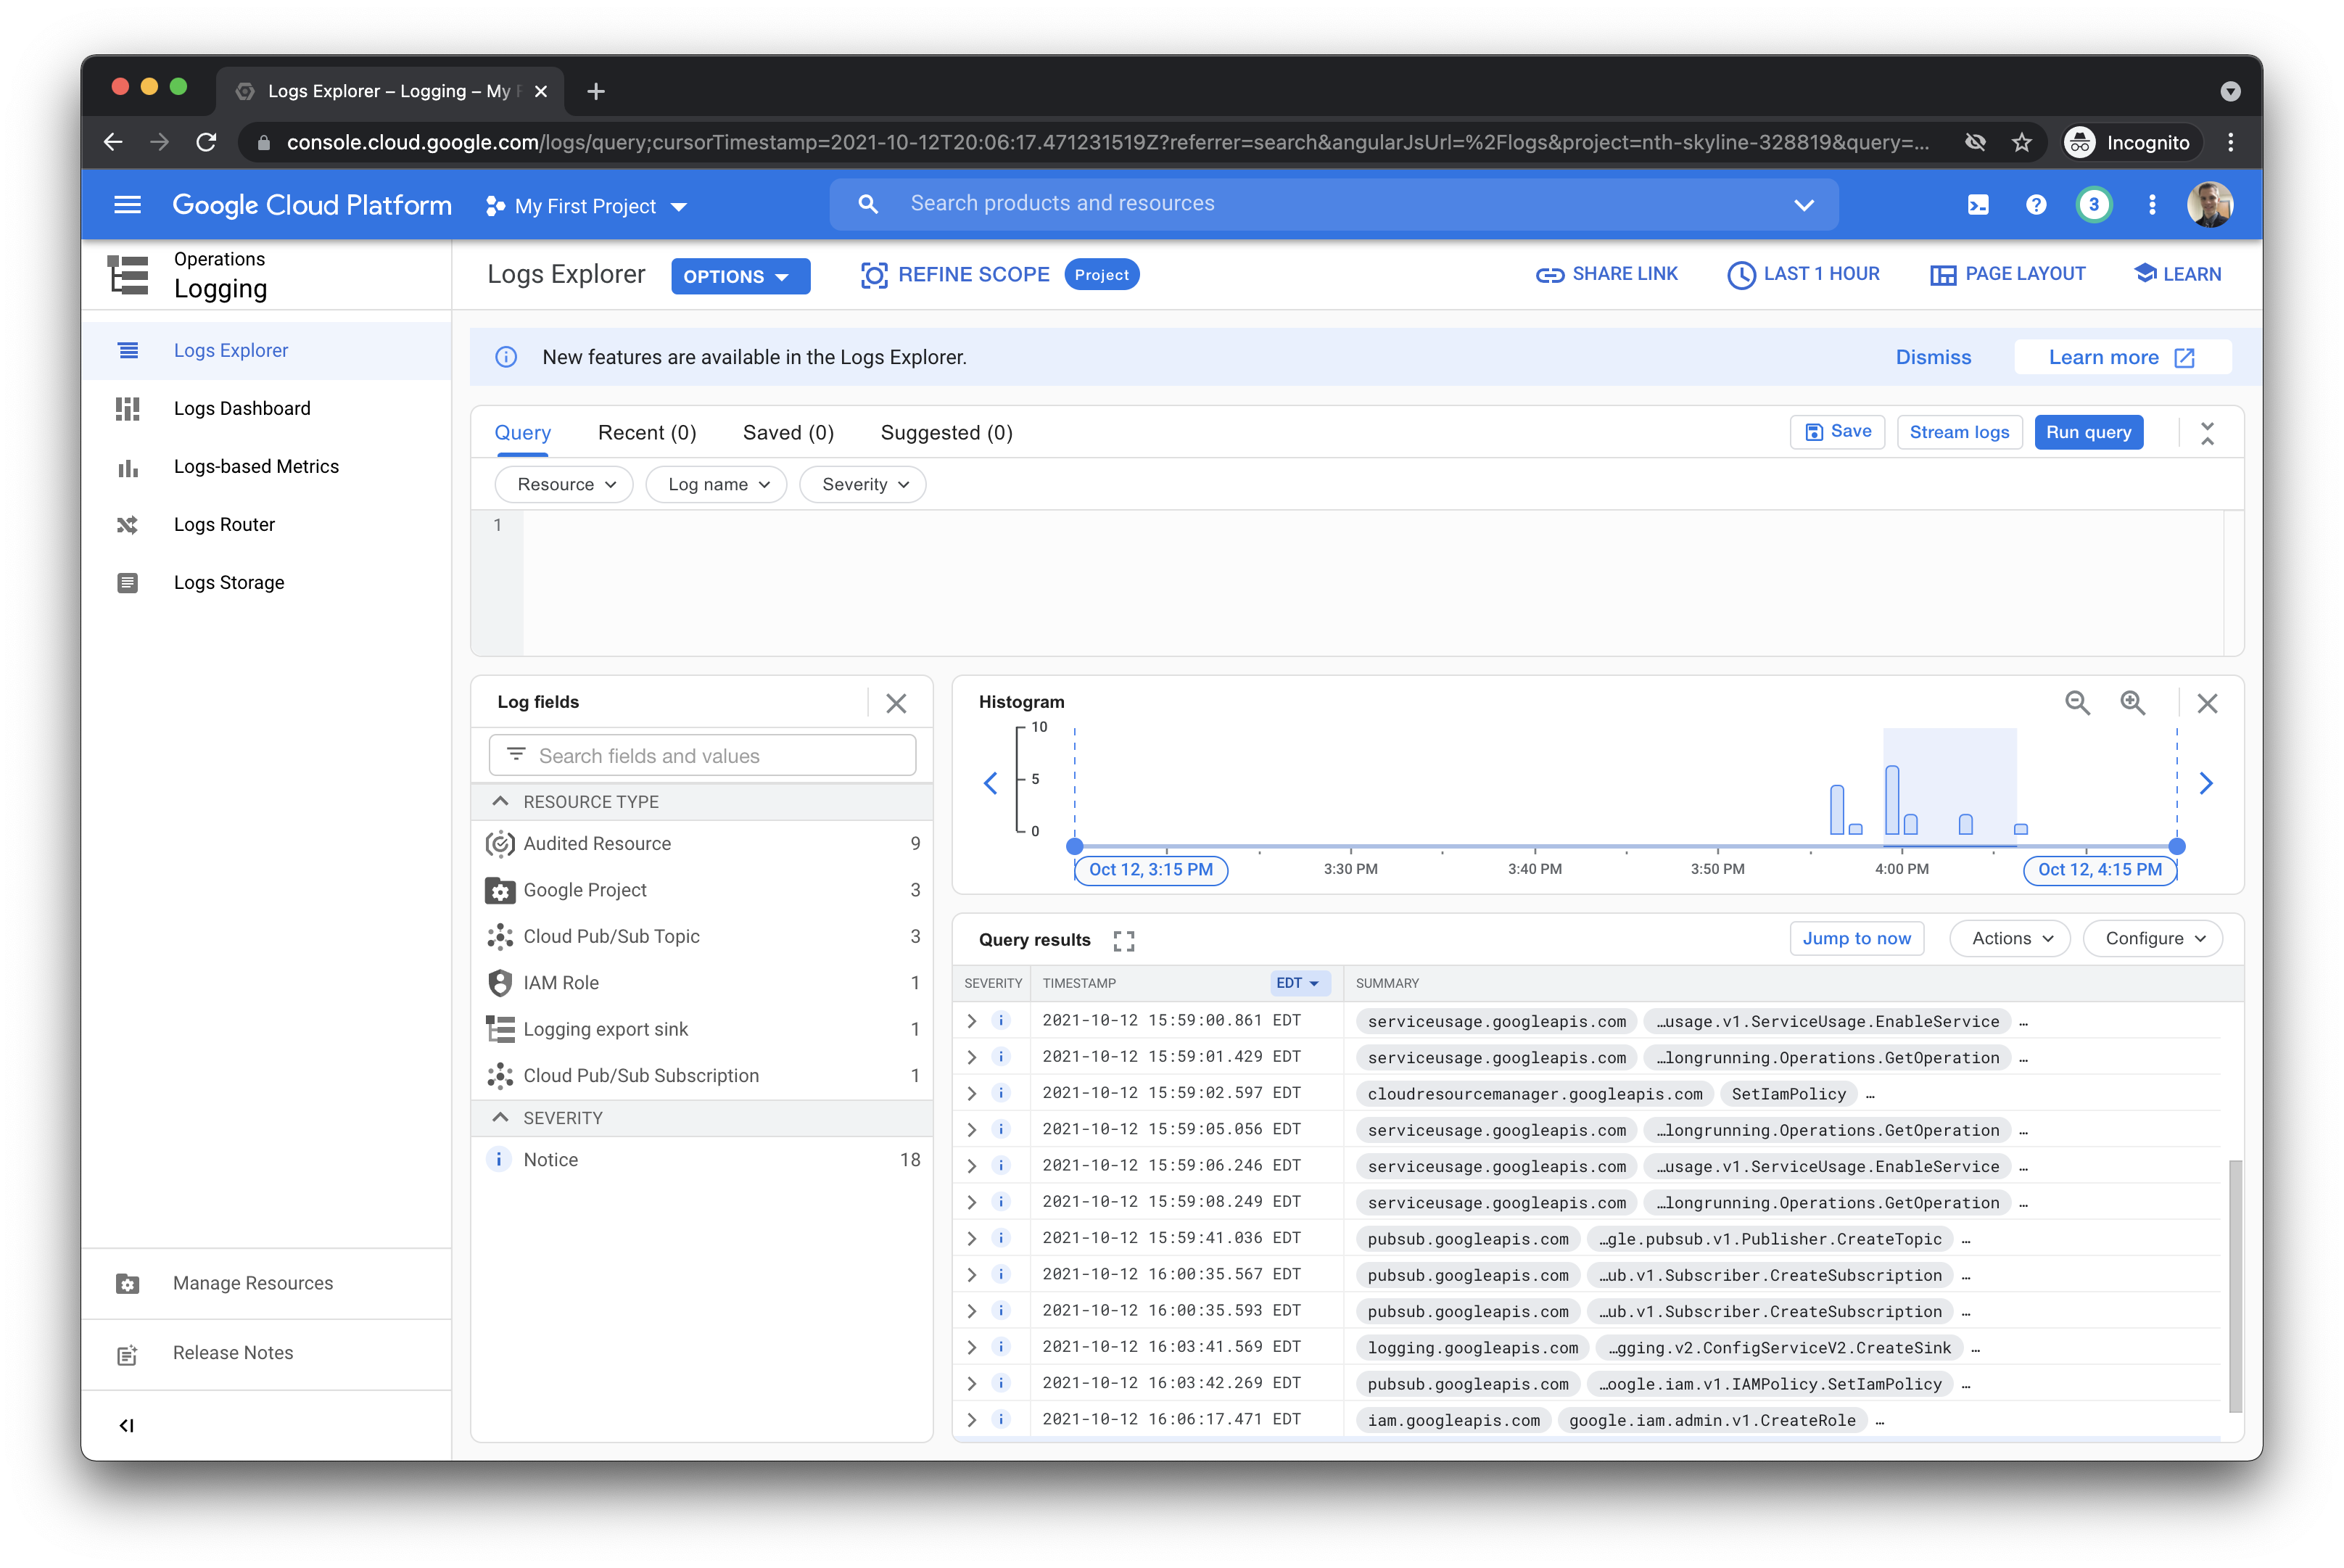 Logs Explorer – Logging – My
console.cloud.google.com/logs/query;cursorTimestamp=2021-10-12T20:06:17.471231519Z?referrer=search&angularJsUrl=%2Flogs&project=nth-skyline-328819&query=...
Incognito
Google Cloud Platform
My First Project
Search products and resources
3
Operations
Logging
Logs Explorer
OPTIONS
REFINE SCOPE
Project
SHARE LINK
LAST 1 HOUR
PAGE LAYOUT
LEARN
Logs Explorer
Logs Dashboard
Logs-based Metrics
Logs Router
Logs Storage
Manage Resources
Release Notes
New features are available in the Logs Explorer.
Dismiss
Learn more
Query
Recent (0)
Saved (0)
Suggested (0)
Save
Stream logs
Run query
Resource
Log name
Severity
1
Log fields
Search fields and values
RESOURCE TYPE
Audited Resource 9
Google Project 3
Cloud Pub/Sub Topic 3
IAM Role 1
Logging export sink 1
Cloud Pub/Sub Subscription 1
SEVERITY
Notice 18
Histogram
10
5
0
Oct 12, 3:15 PM
3:30 PM
3:40 PM
3:50 PM
4:00 PM
Oct 12, 4:15 PM
Query results
Jump to now
Actions
Configure
SEVERITY TIMESTAMP EDT SUMMARY
2021-10-12 15:59:00.861 EDT serviceusage.googleapis.com …usage.v1.ServiceUsage.EnableService …
2021-10-12 15:59:01.429 EDT serviceusage.googleapis.com …longrunning.Operations.GetOperation …
2021-10-12 15:59:02.597 EDT cloudresourcemanager.googleapis.com SetIamPolicy …
2021-10-12 15:59:05.056 EDT serviceusage.googleapis.com …longrunning.Operations.GetOperation …
2021-10-12 15:59:06.246 EDT serviceusage.googleapis.com …usage.v1.ServiceUsage.EnableService …
2021-10-12 15:59:08.249 EDT serviceusage.googleapis.com …longrunning.Operations.GetOperation …
2021-10-12 15:59:41.036 EDT pubsub.googleapis.com …gle.pubsub.v1.Publisher.CreateTopic …
2021-10-12 16:00:35.567 EDT pubsub.googleapis.com …ub.v1.Subscriber.CreateSubscription …
2021-10-12 16:00:35.593 EDT pubsub.googleapis.com …ub.v1.Subscriber.CreateSubscription …
2021-10-12 16:03:41.569 EDT logging.googleapis.com …gging.v2.ConfigServiceV2.CreateSink …
2021-10-12 16:03:42.269 EDT pubsub.googleapis.com …oogle.iam.v1.IAMPolicy.SetIamPolicy …
2021-10-12 16:06:17.471 EDT iam.googleapis.com google.iam.admin.v1.CreateRole …